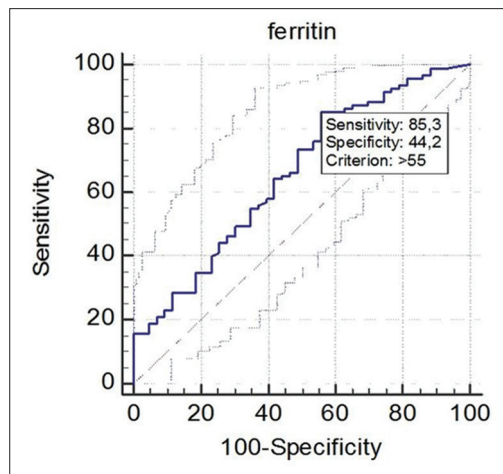 ferritin
100
80
60
40
20
0
Sensitivity
Sensitivity: 85,3
Specificity: 44,2
Criterion: >55
0 20 40 60 80 100
100-Specificity